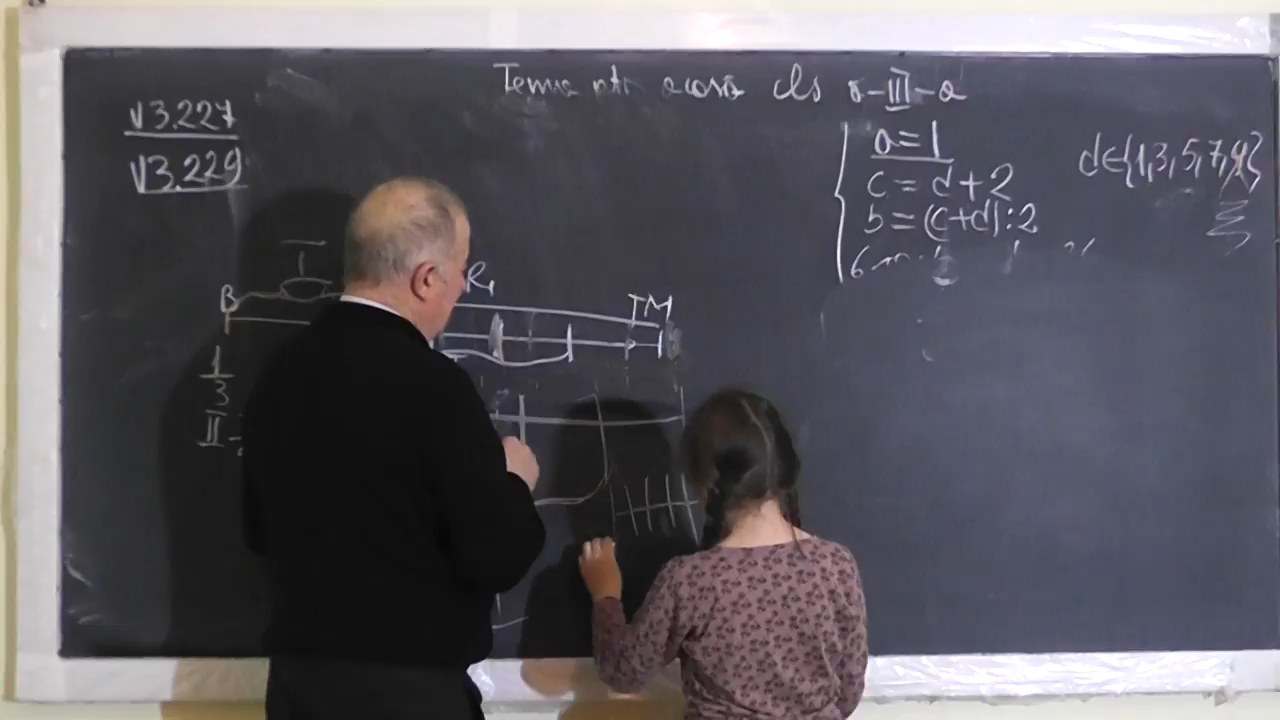 Tema ptr acasă cls a-III-a
√3.227
√3.229
a=1
c=d+2
b=(c+d):2
d∈{1,3,5,7,9}
I
B
R₁
TM
1
3
II